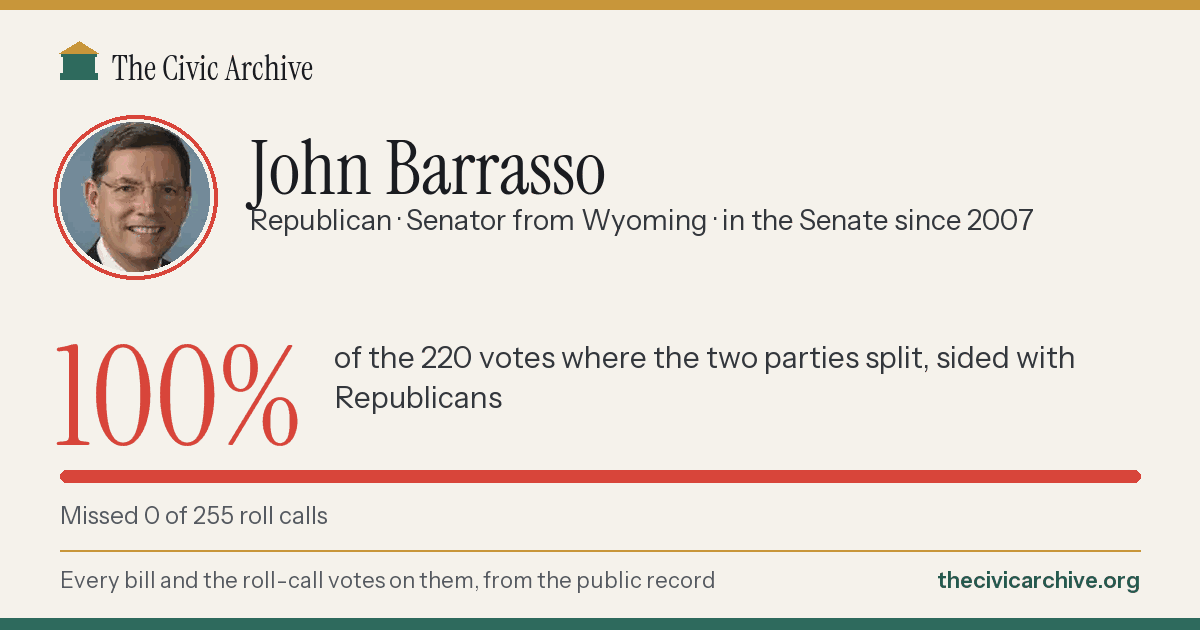 The Civic Archive
John Barrasso
Republican · Senator from Wyoming · in the Senate since 2007
100%
of the 220 votes where the two parties split, sided with
Republicans
Missed 0 of 255 roll calls
Every bill and the roll-call votes on them, from the public record
thecivicarchive.org